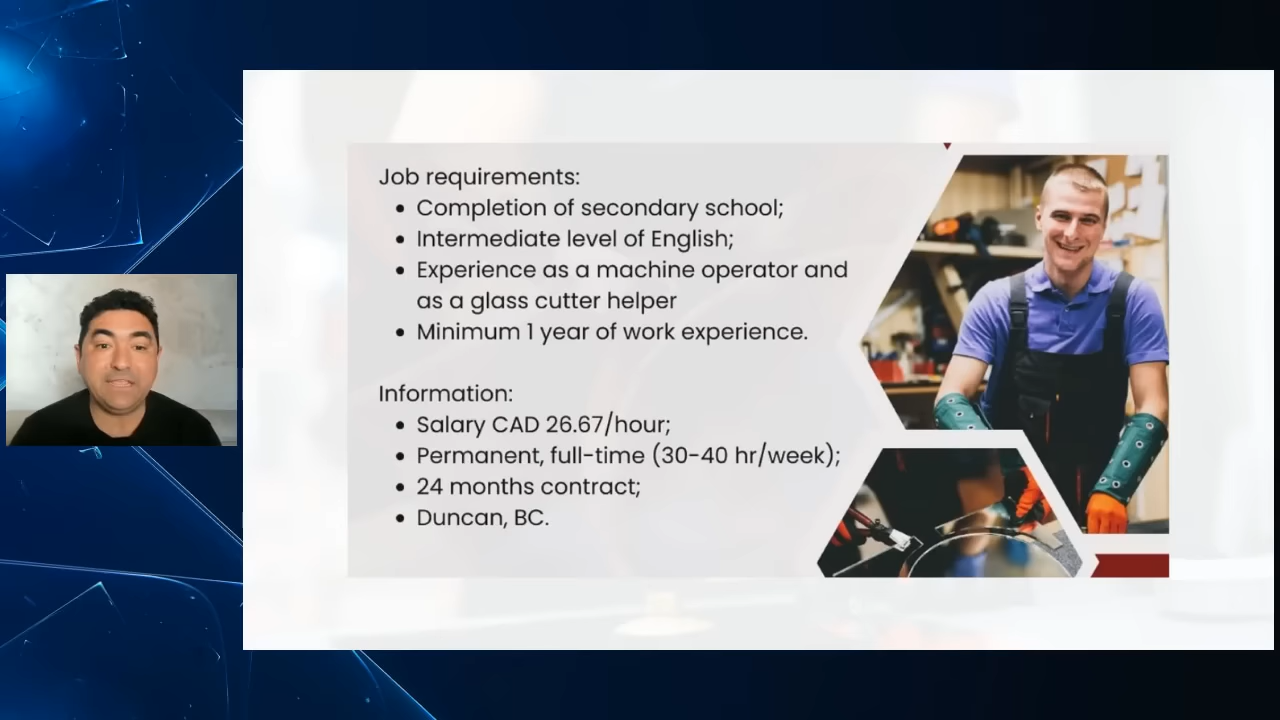 Job requirements:
• Completion of secondary school;
• Intermediate level of English;
• Experience as a machine operator and
as a glass cutter helper
• Minimum 1 year of work experience.
Information:
• Salary CAD 26.67/hour;
• Permanent, full-time (30-40 hr/week);
• 24 months contract;
• Duncan, BC.